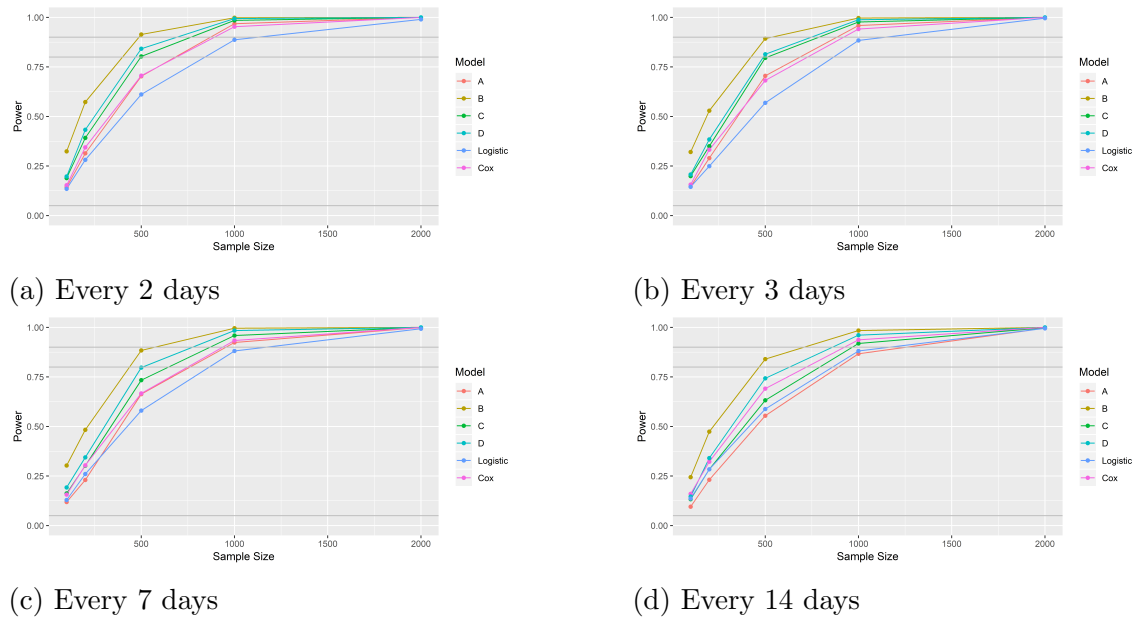 1.00
0.75
0.50
0.25
0.00
Power
500
1000
1500
2000
Sample Size
Model
A
B
C
D
Logistic
Cox
(a) Every 2 days
1.00
0.75
0.50
0.25
0.00
Power
500
1000
1500
2000
Sample Size
Model
A
B
C
D
Logistic
Cox
(b) Every 3 days
1.00
0.75
0.50
0.25
0.00
Power
500
1000
1500
2000
Sample Size
Model
A
B
C
D
Logistic
Cox
(c) Every 7 days
1.00
0.75
0.50
0.25
0.00
Power
500
1000
1500
2000
Sample Size
Model
A
B
C
D
Logistic
Cox
(d) Every 14 days